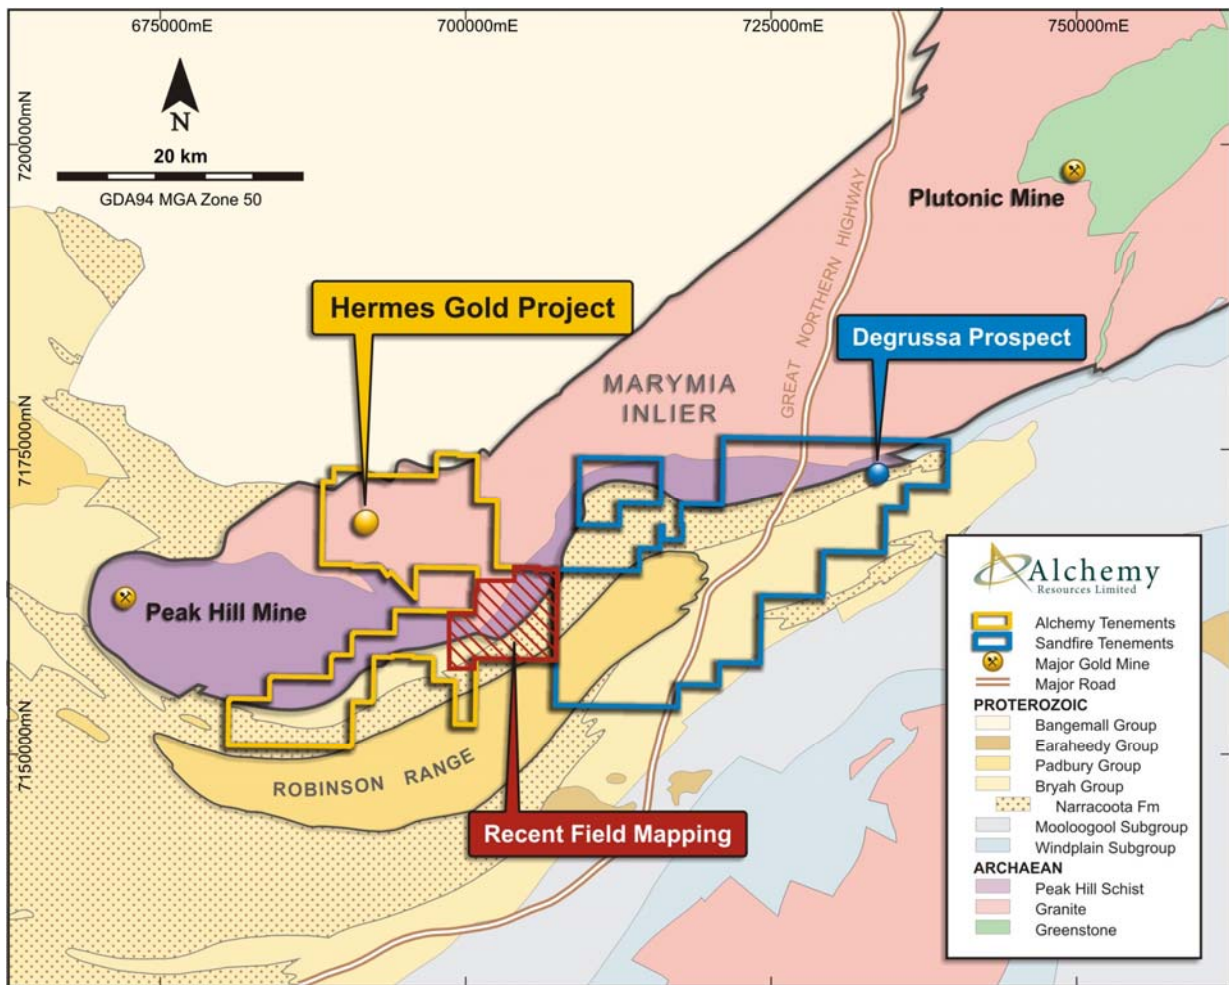 675000mE
700000mE
725000mE
750000mE
7200000mN
7175000mN
7150000mN
N
20 km
GDA94 MGA Zone 50
Plutonic Mine
GREAT NORTHERN HIGHWAY
Hermes Gold Project
Degrussa Prospect
MARYMIA
INLIER
Peak Hill Mine
ROBINSON RANGE
Recent Field Mapping
Alchemy
Resources Limited
Alchemy Tenements
Sandfire Tenements
Major Gold Mine
Major Road
PROTEROZOIC
Bangemall Group
Earaheedy Group
Padbury Group
Bryah Group
Narracoota Fm
Mooloogool Subgroup
Windplain Subgroup
ARCHAEAN
Peak Hill Schist
Granite
Greenstone